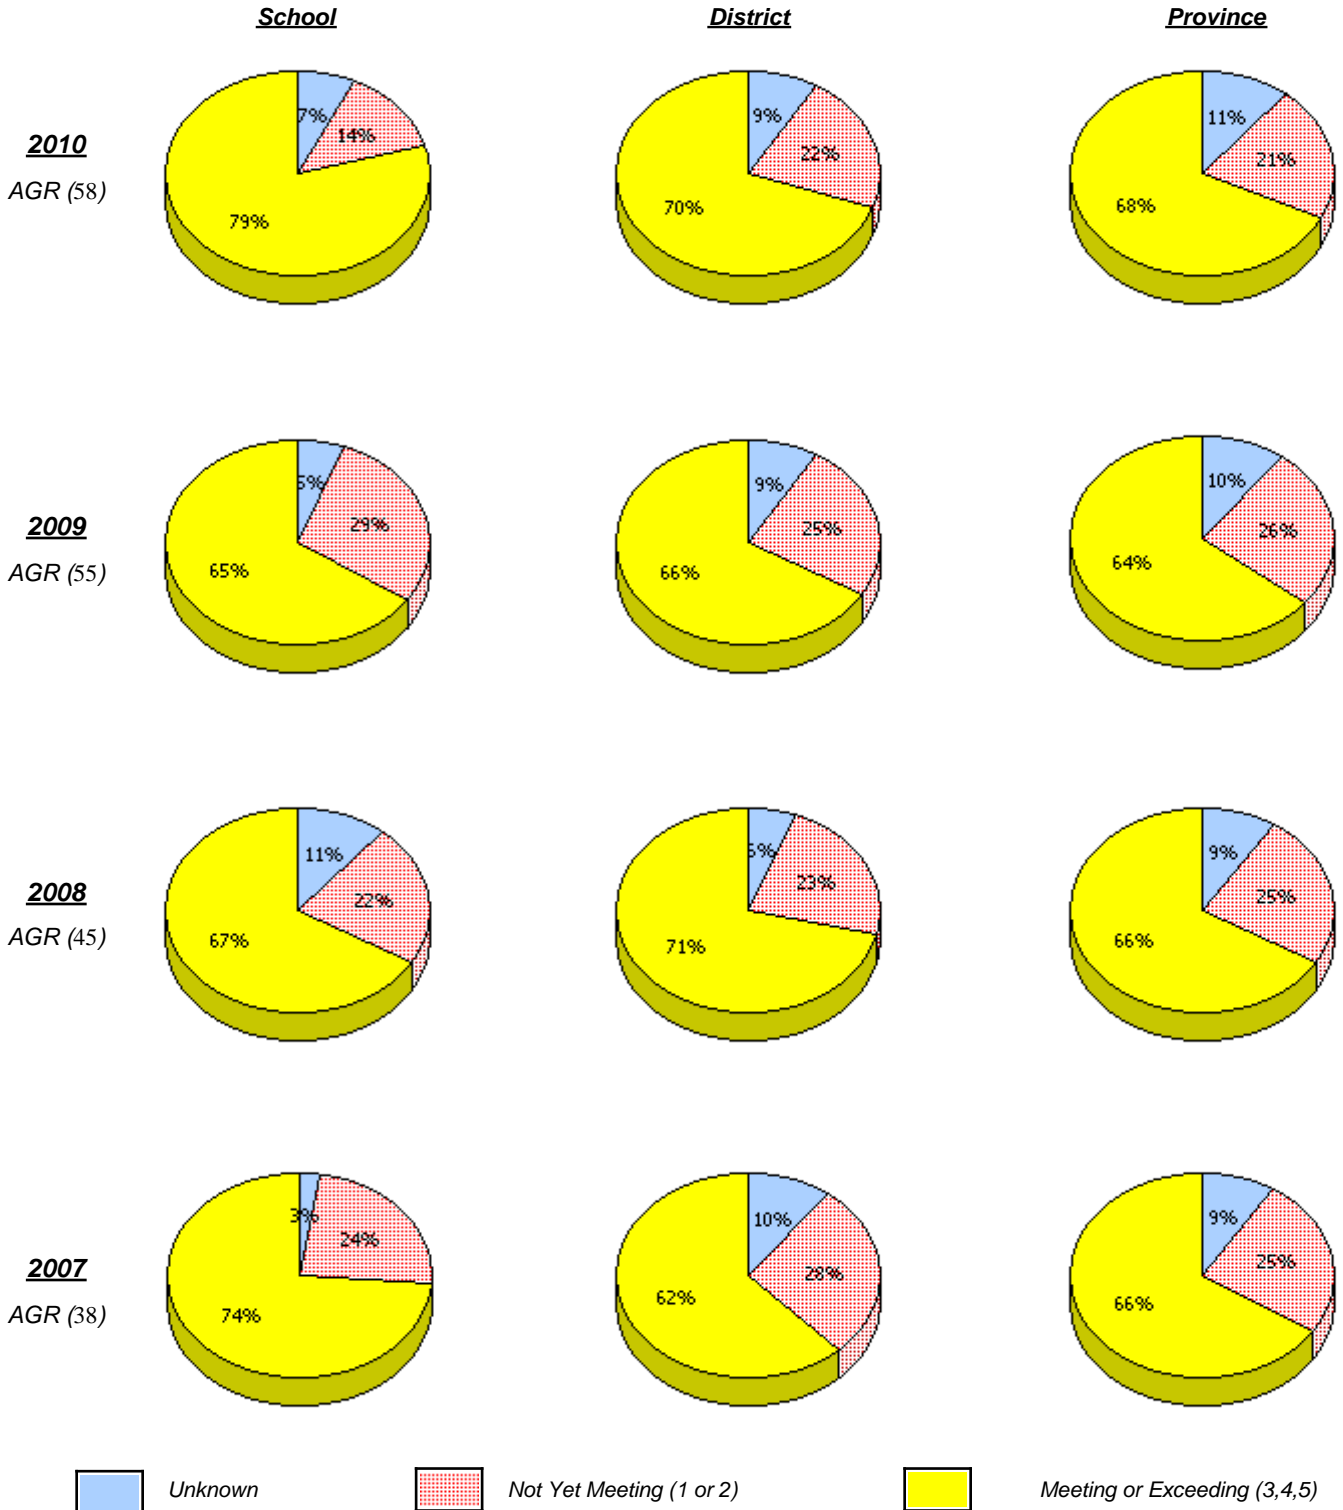 School District Province
2010
AGR (58)
7% 14% 79%
9% 22% 70%
11% 21% 68%
2009
AGR (55)
5% 29% 65%
9% 25% 66%
10% 26% 64%
2008
AGR (45)
11% 22% 67%
5% 23% 71%
9% 25% 66%
2007
AGR (38)
3% 24% 74%
10% 28% 62%
9% 25% 66%
Unknown Not Yet Meeting (1 or 2) Meeting or Exceeding (3,4,5)